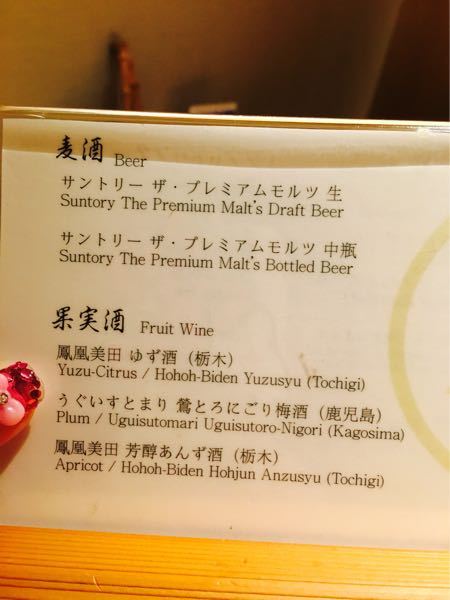 麦酒 Beer
サントリー ザ・プレミアムモルツ 生
Suntory The Premium Malt's Draft Beer
サントリー ザ・プレミアムモルツ 中瓶
Suntory The Premium Malt's Bottled Beer
果実酒 Fruit Wine
鳳凰美田 ゆず酒（栃木）
Yuzu-Citrus / Hohoh-Biden Yuzusyu (Tochigi)
うぐいすとまり 鶯とろにごり梅酒（鹿児島）
Plum / Uguisutomari Uguisutoro-Nigori (Kagosima)
鳳凰美田 芳醇あんず酒（栃木）
Apricot / Hohoh-Biden Hohjun Anzusyu (Tochigi)